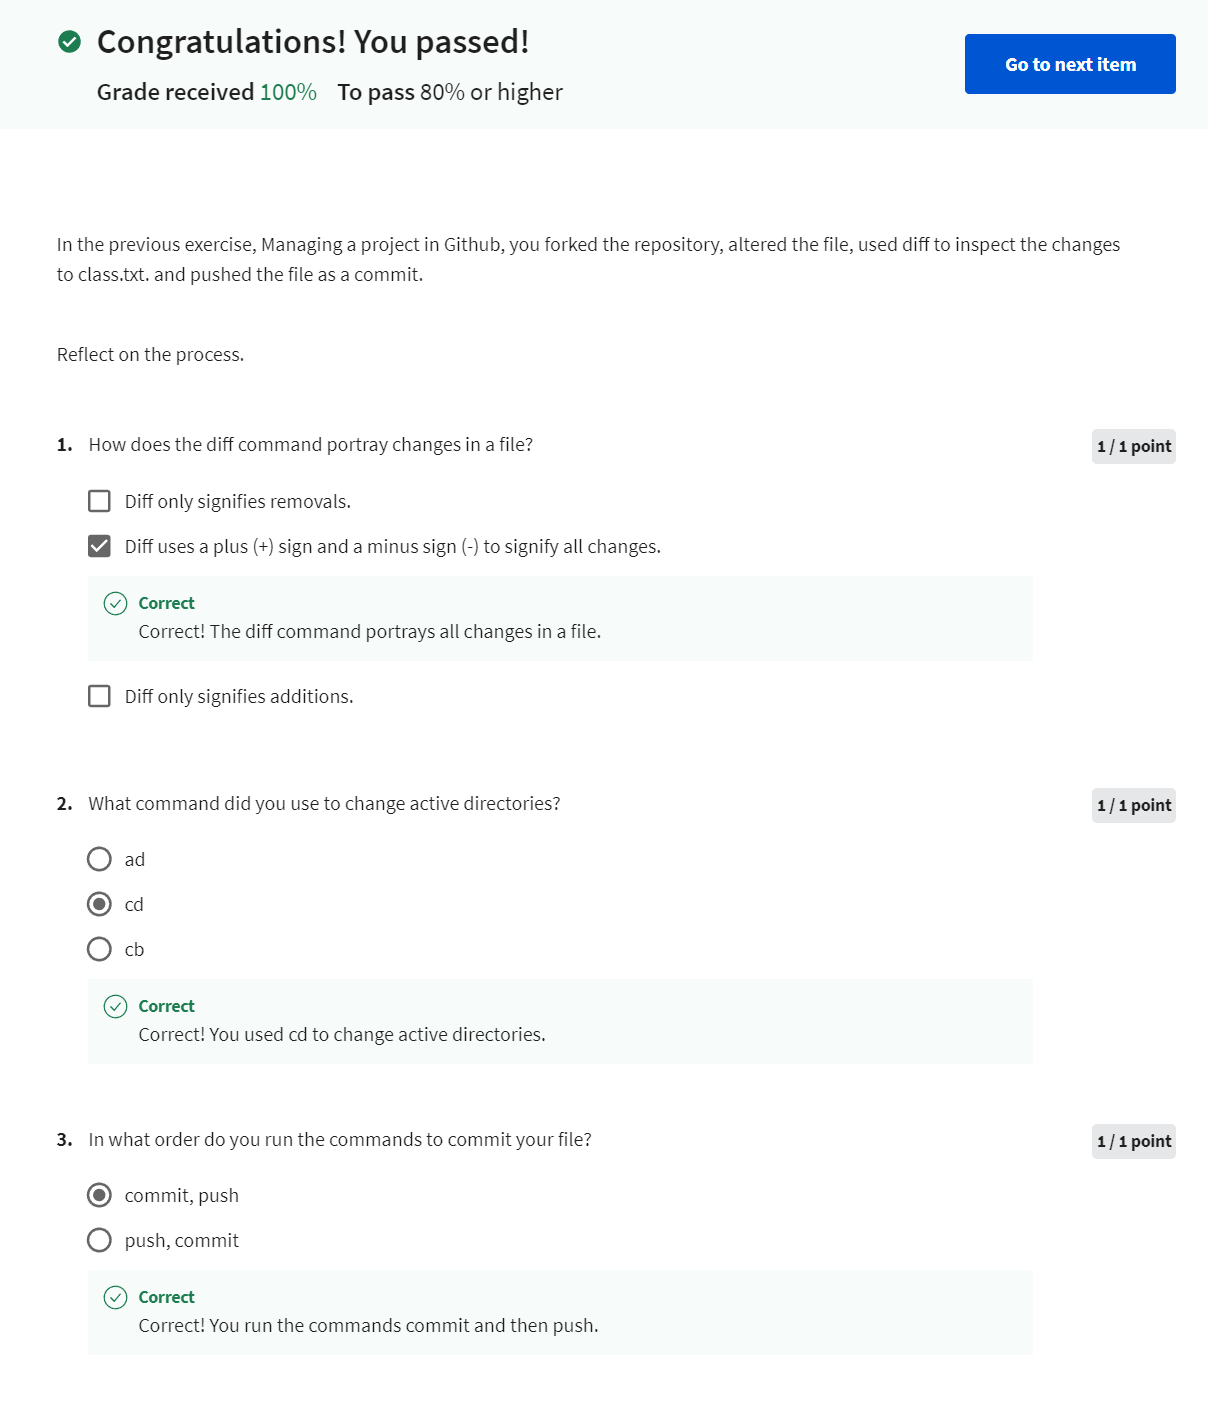 Congratulations! You passed!
Grade received 100% To pass 80% or higher
Go to next item
In the previous exercise, Managing a project in Github, you forked the repository, altered the file, used diff to inspect the changes
to class.txt. and pushed the file as a commit.
Reflect on the process.
1. How does the diff command portray changes in a file?
1 / 1 point
Diff only signifies removals.
Diff uses a plus (+) sign and a minus sign (-) to signify all changes.
Correct
Correct! The diff command portrays all changes in a file.
Diff only signifies additions.
2. What command did you use to change active directories?
1 / 1 point
ad
cd
cb
Correct
Correct! You used cd to change active directories.
3. In what order do you run the commands to commit your file?
1 / 1 point
commit, push
push, commit
Correct
Correct! You run the commands commit and then push.